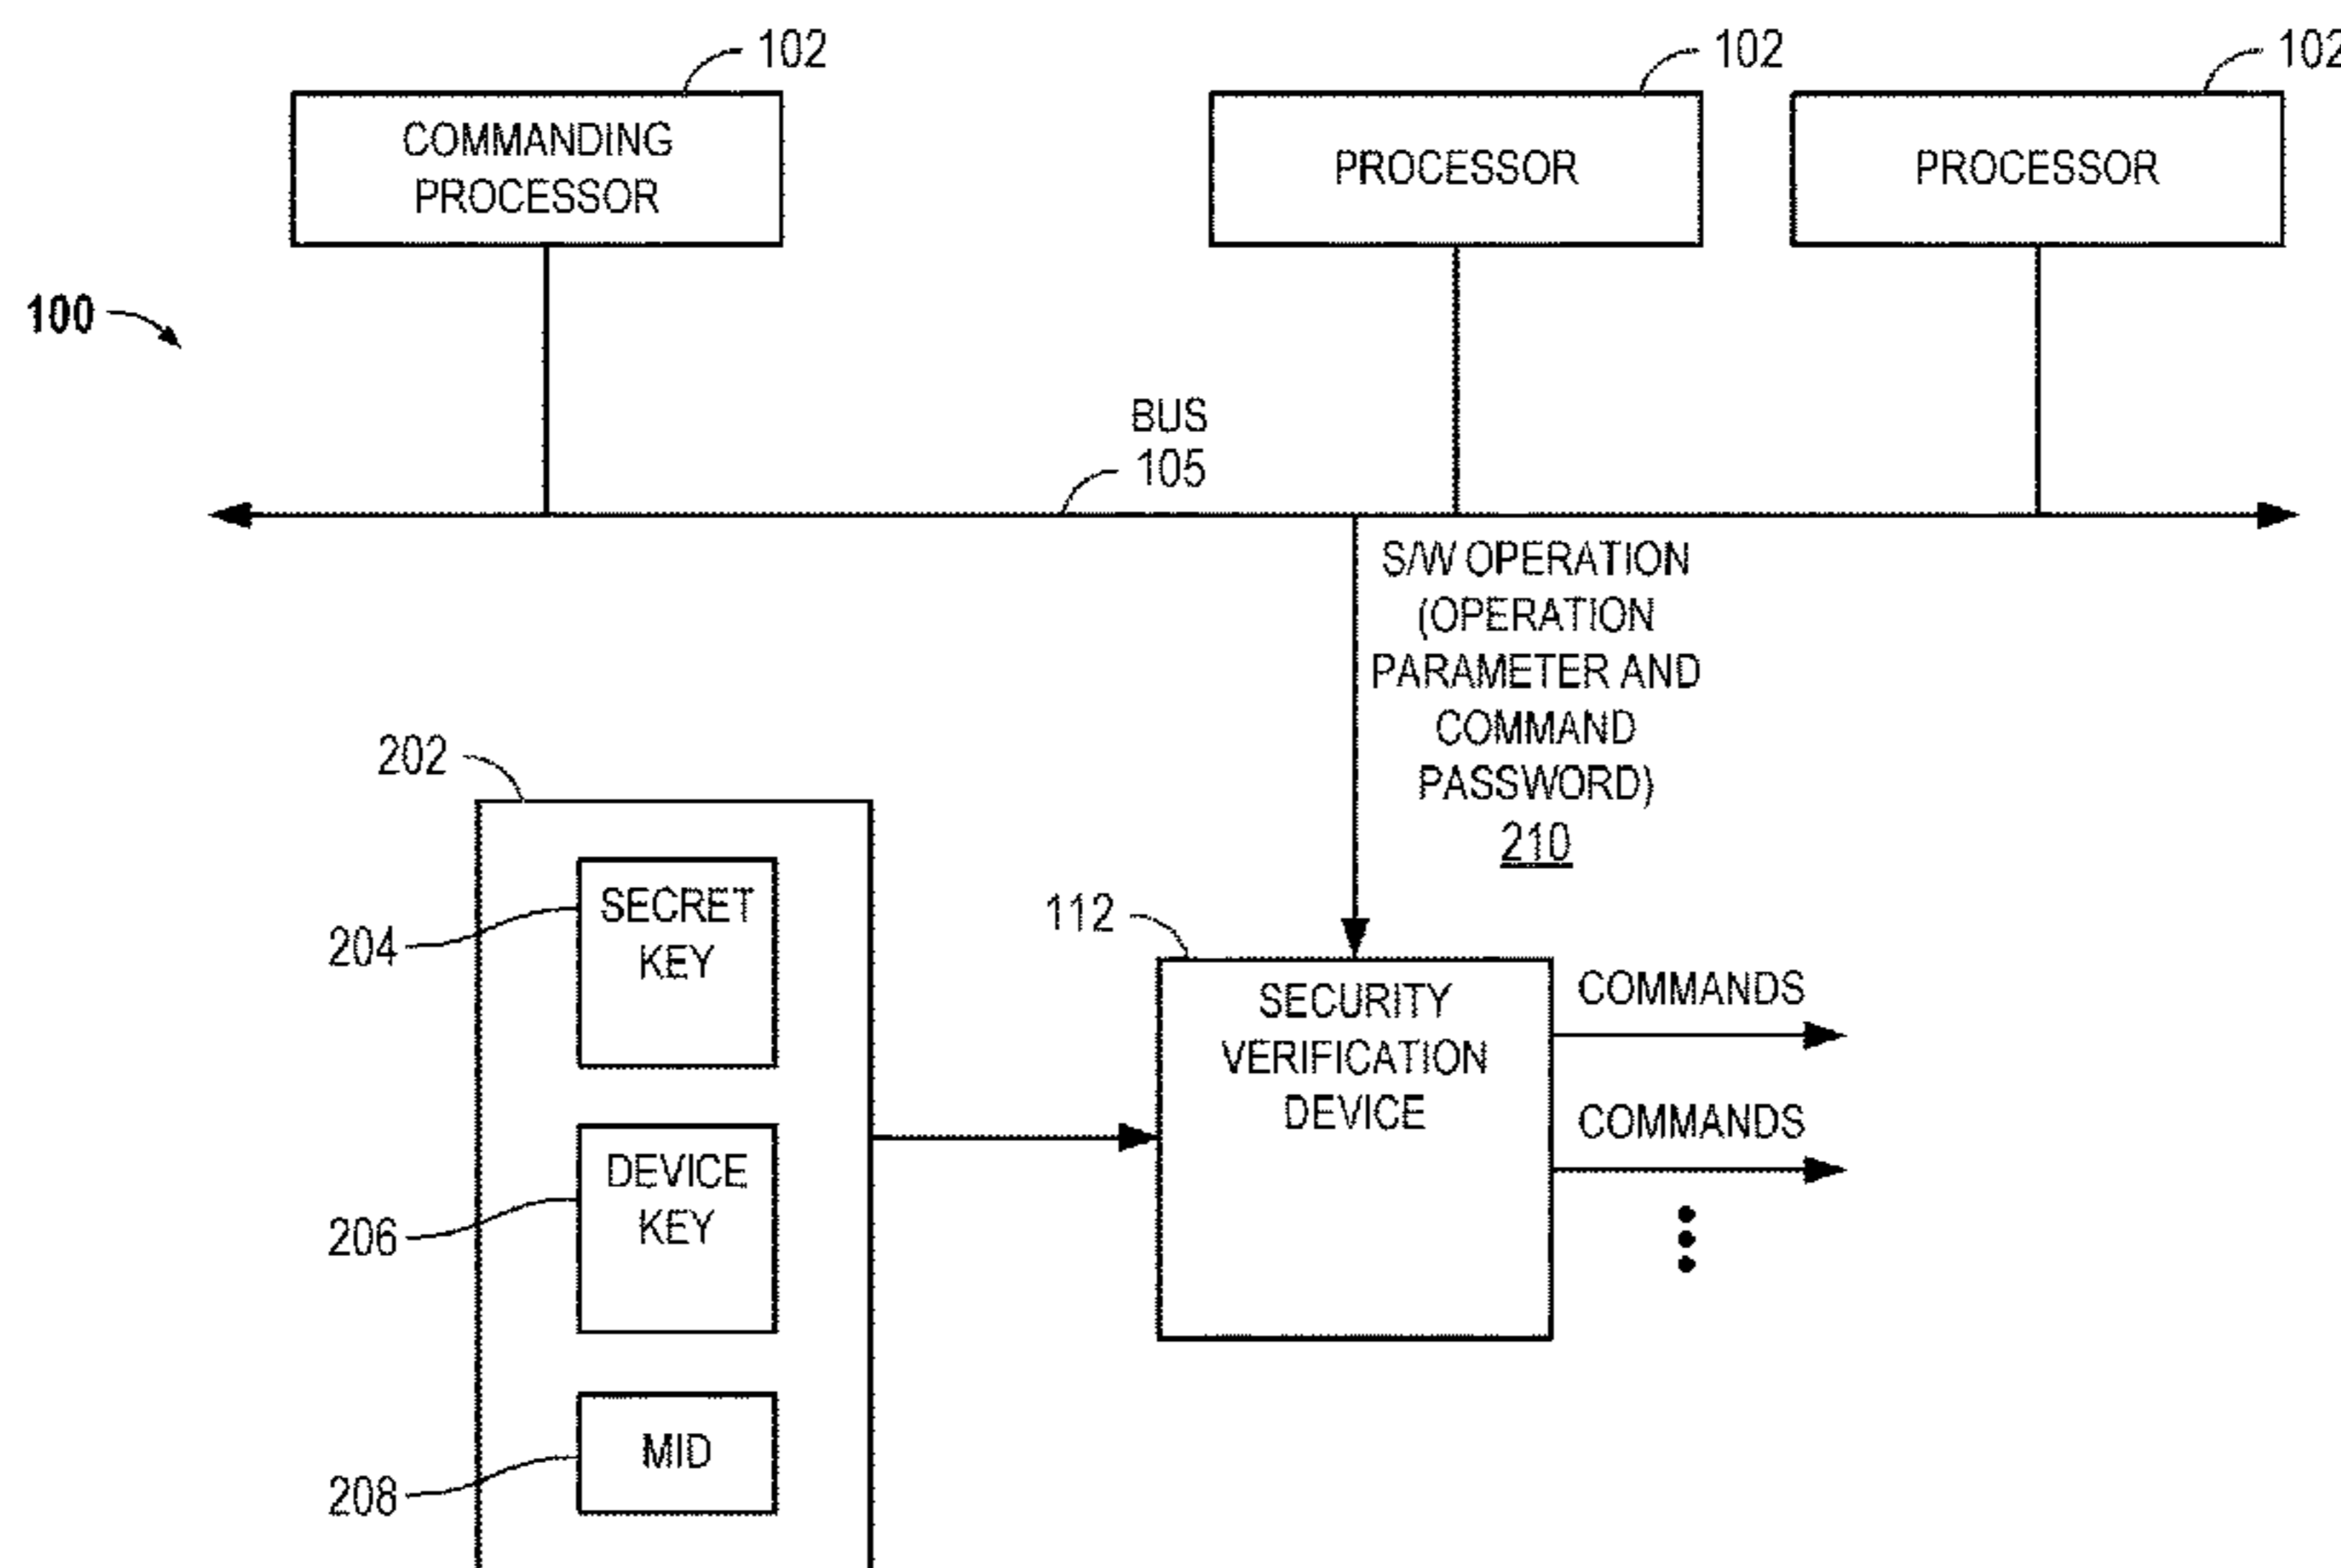 102
102
102
COMMANDING
PROCESSOR
PROCESSOR
PROCESSOR
100
BUS
105
S/W OPERATION
(OPERATION
PARAMETER AND
COMMAND
PASSWORD)
210
202
SECRET
KEY
204
112
SECURITY
VERIFICATION
DEVICE
COMMANDS
COMMANDS
DEVICE
KEY
206
MID
208